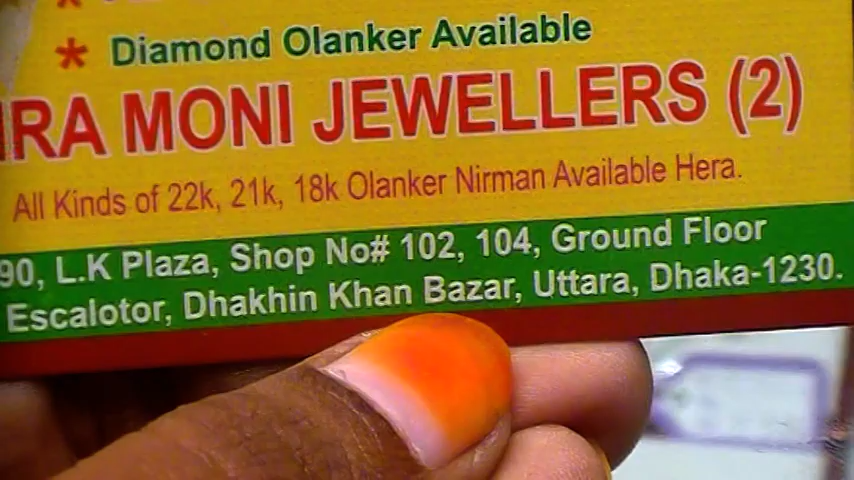 * Diamond Olanker Available
MONI JEWELLERS (2)
All Kinds of 22k, 21k, 18k Olanker Nirman Available Hera.
90, L.K Plaza, Shop No# 102, 104, Ground Floor
Escalotor, Dhakhin Khan Bazar, Uttara, Dhaka-1230.